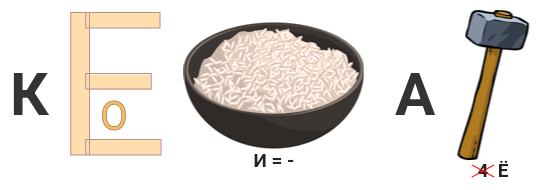 К Е О А
И = -
4 Ё